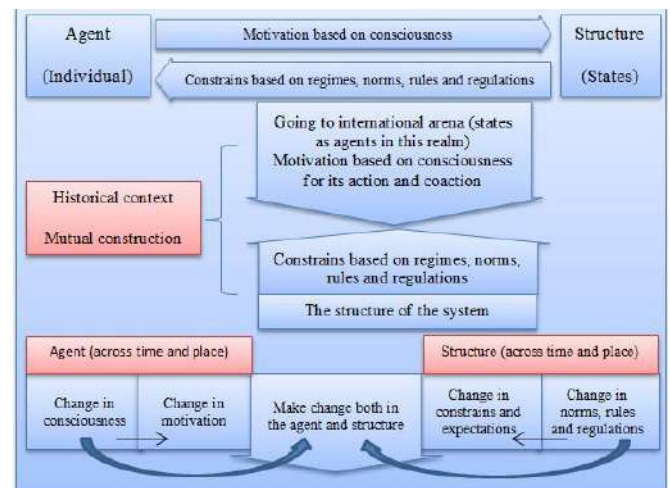 Agent
(Individual)
Motivation based on consciousness
Constrains based on regimes, norms, rules and regulations
Structure
(States)
Going to international arena (states
as agents in this realm)
Motivation based on consciousness
for its action and coaction
Historical context
Mutual construction
Constrains based on regimes, norms,
rules and regulations
The structure of the system
Agent (across time and place)
Structure (across time and place)
Change in
consciousness
Change in
motivation
Make change both in
the agent and structure
Change in
constrains and
expectations
Change in
norms, rules
and regulations